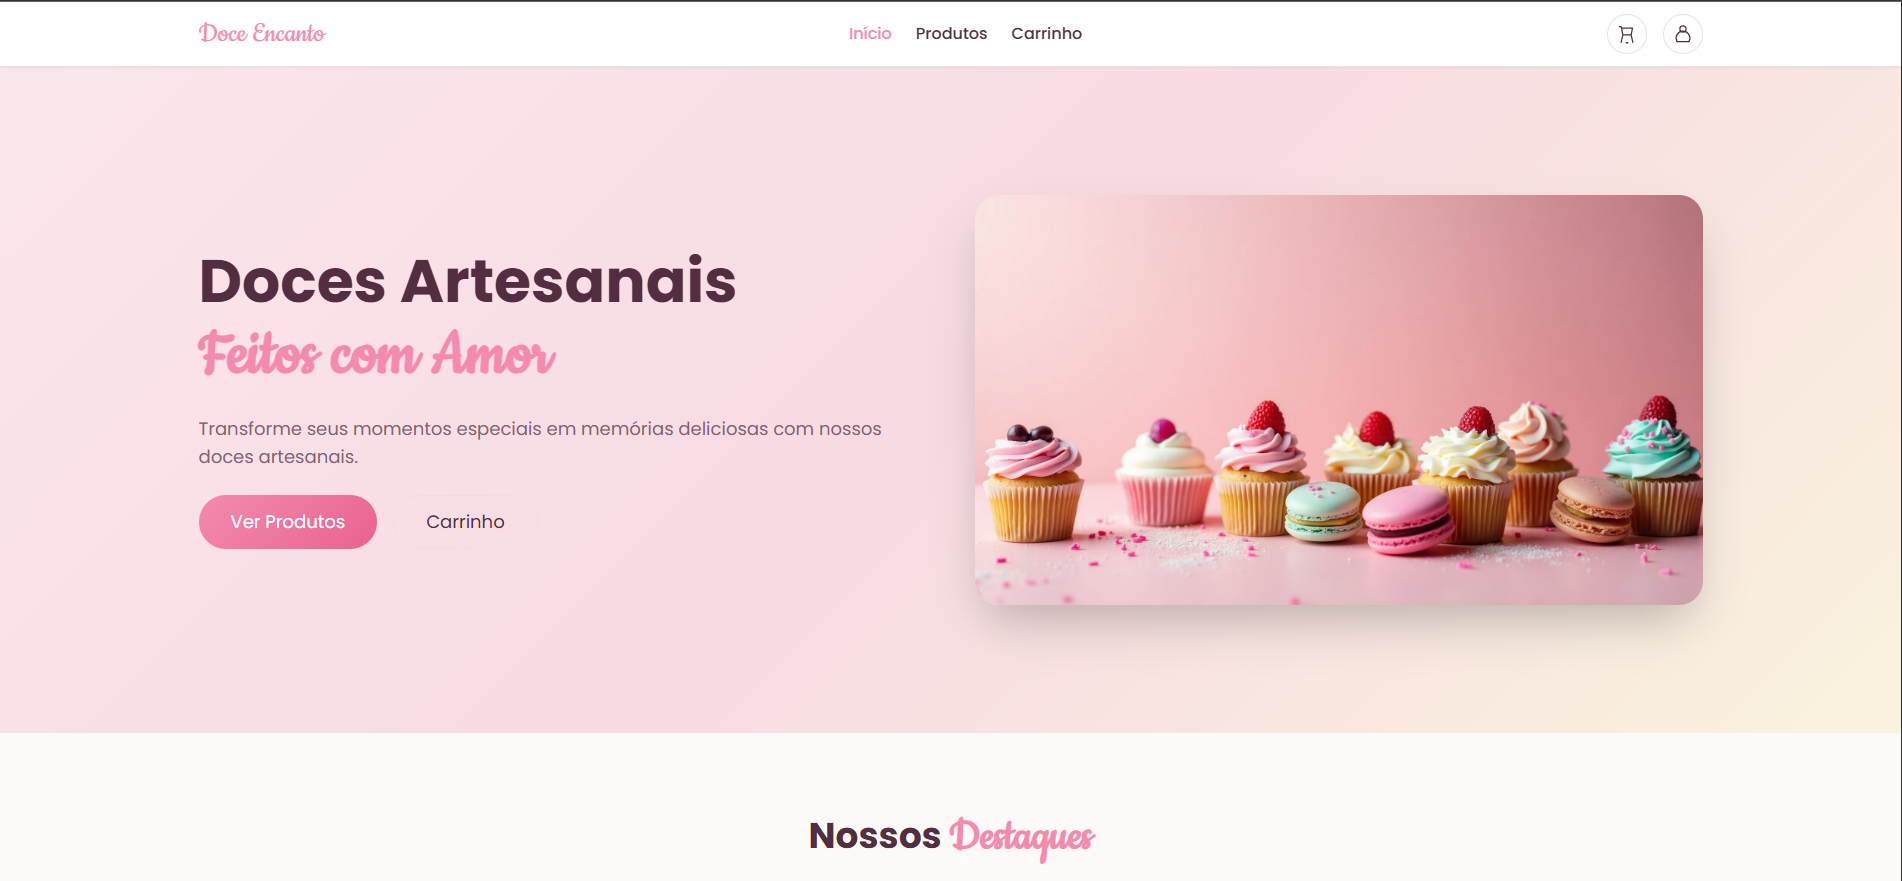 Doce Encanto
Início Produtos Carrinho
Doces Artesanais
Feitos com Amor
Transforme seus momentos especiais em memórias deliciosas com nossos
doces artesanais.
Ver Produtos Carrinho
Nossos Destaques